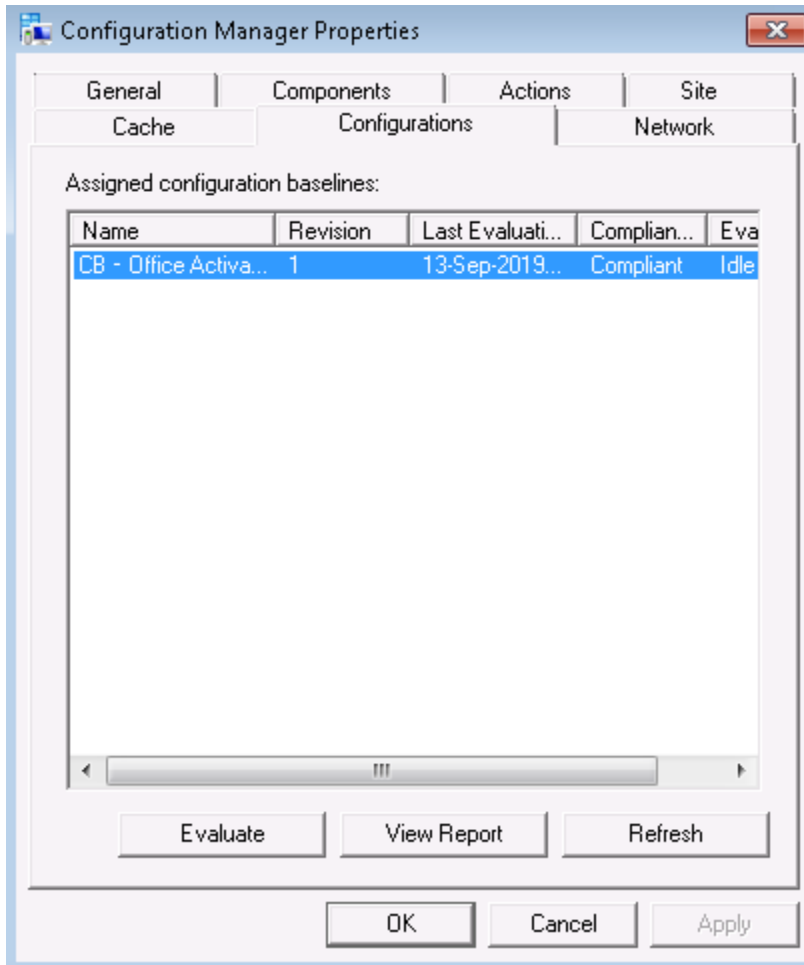 Configuration Manager Properties
General Components Actions Site
Cache Configurations Network
Assigned configuration baselines:
Name Revision Last Evaluati... Complian... Eva
CB - Office Activa... 1 13-Sep-2019... Compliant Idle
Evaluate View Report Refresh
OK Cancel Apply